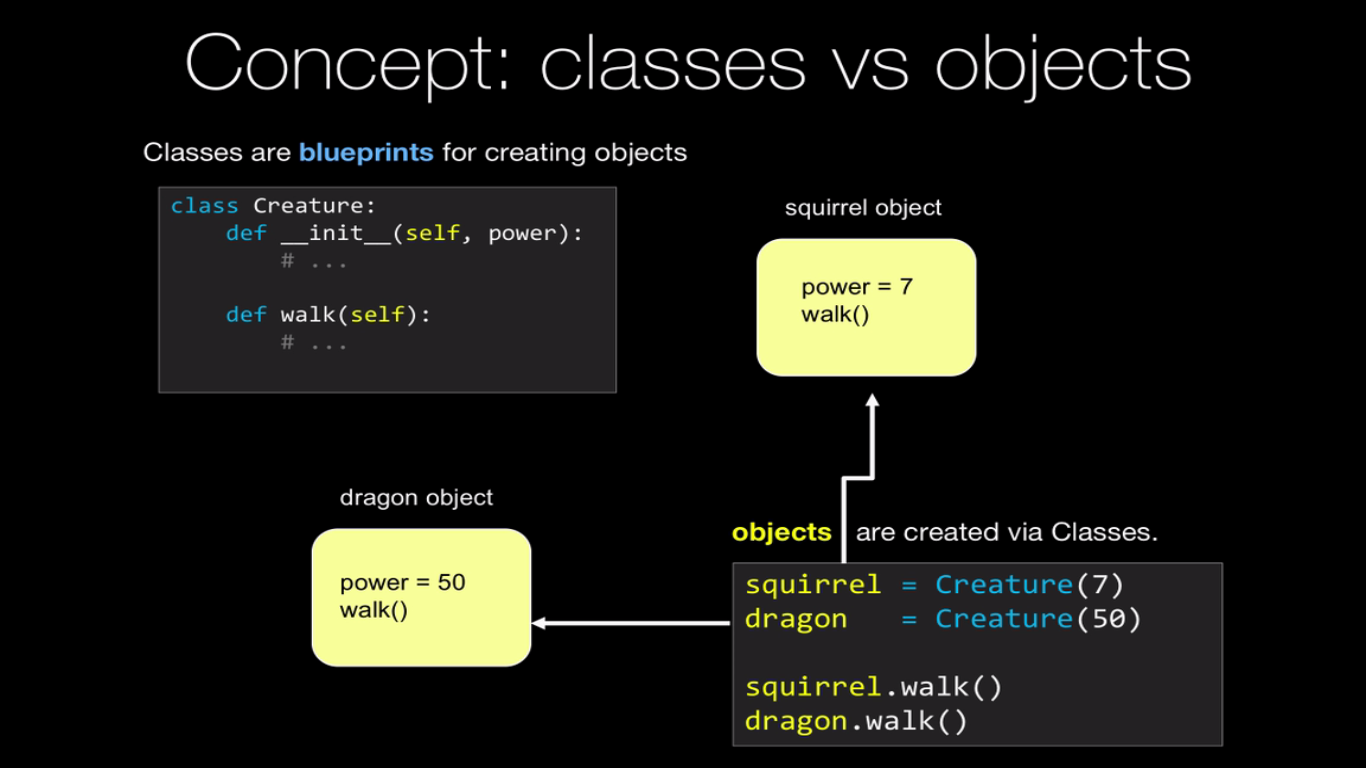 Concept: classes vs objects
Classes are blueprints for creating objects
class Creature:
    def __init__(self, power):
        # ...

    def walk(self):
        # ...
squirrel object
power = 7
walk()
dragon object
power = 50
walk()
objects are created via Classes.
squirrel = Creature(7)
dragon   = Creature(50)

squirrel.walk()
dragon.walk()